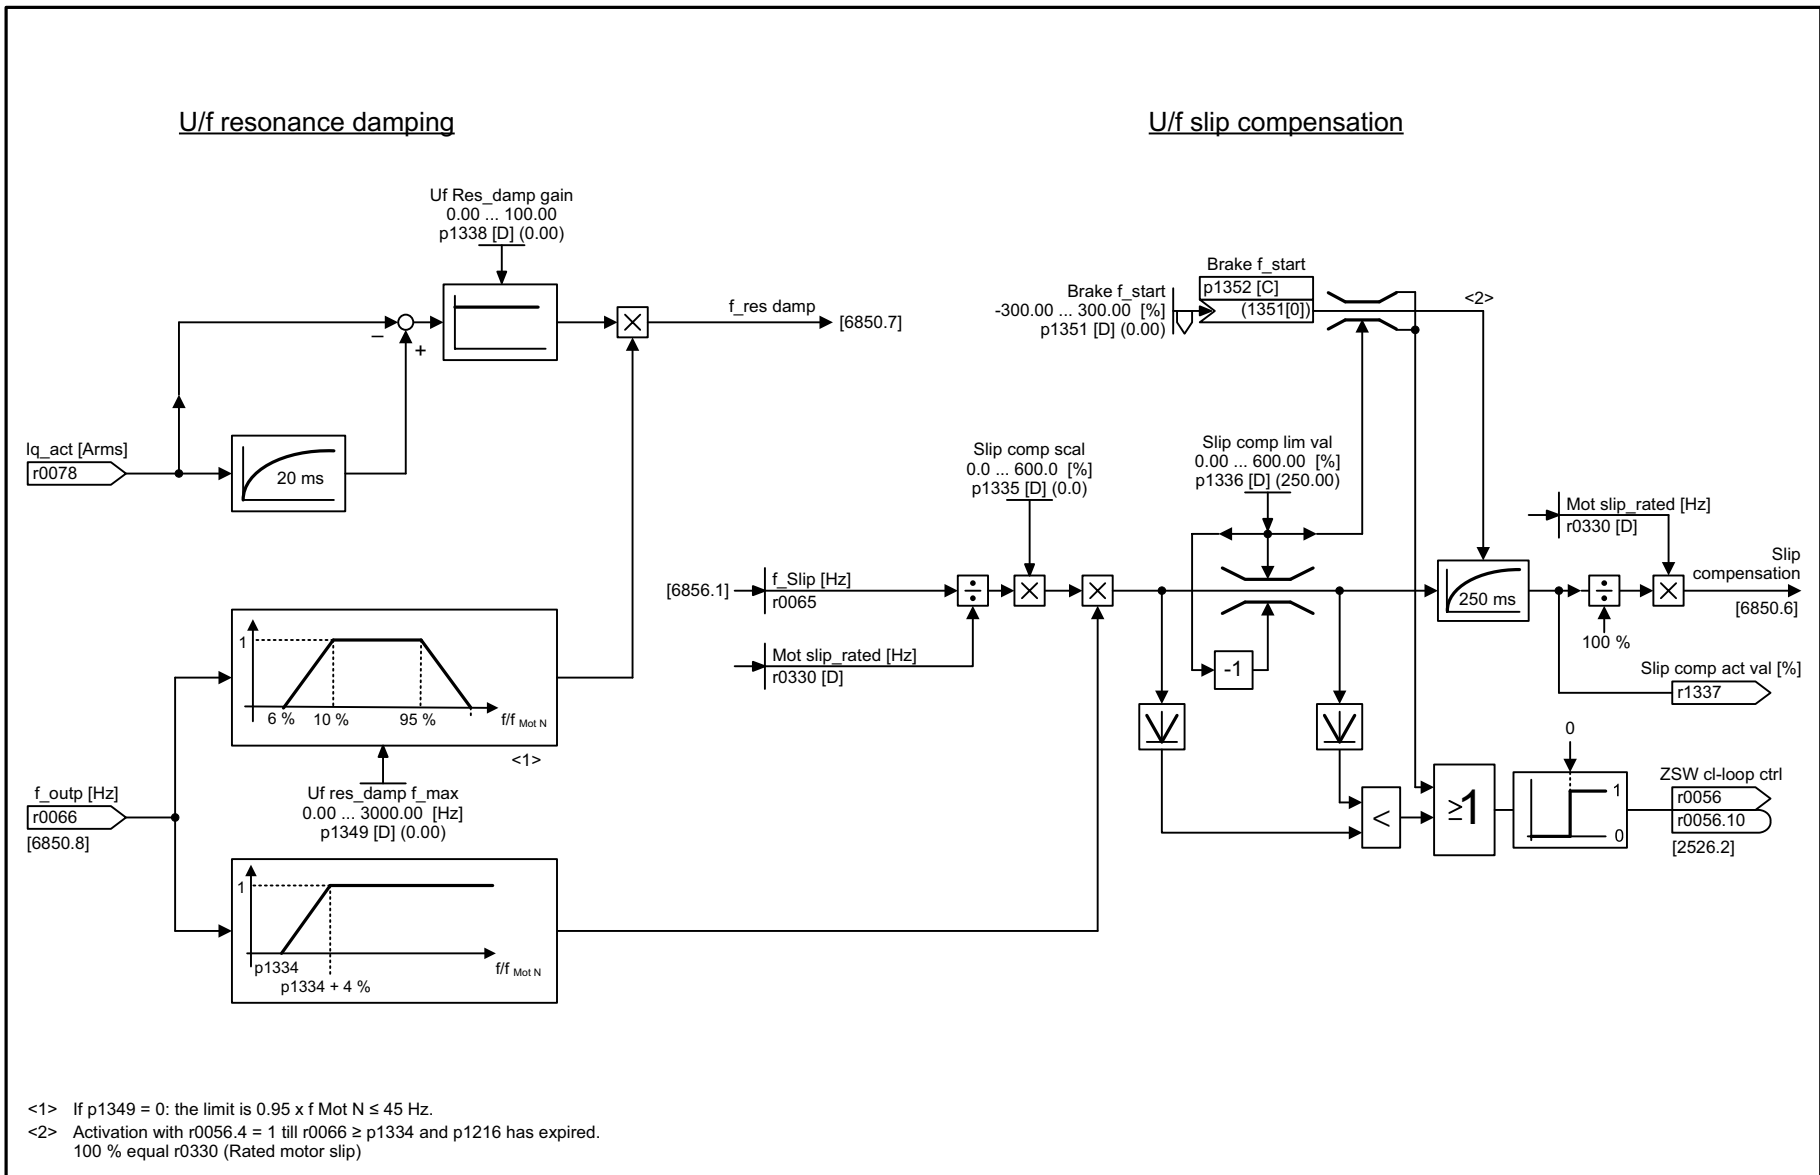 U/f resonance damping
Uf Res_damp gain
0.00 ... 100.00
p1338 [D] (0.00)
f_res damp
[6850.7]
–
+
Iq_act [Arms]
r0078
20 ms
1
6 %
10 %
95 %
f/f Mot N
<1>
Uf res_damp f_max
0.00 ... 3000.00 [Hz]
p1349 [D] (0.00)
f_outp [Hz]
r0066
[6850.8]
1
p1334
p1334 + 4 %
f/f Mot N
U/f slip compensation
Brake f_start
-300.00 ... 300.00 [%]
p1351 [D] (0.00)
Brake f_start
p1352 [C]
(1351[0])
<2>
Slip comp scal
0.0 ... 600.0 [%]
p1335 [D] (0.0)
Slip comp lim val
0.00 ... 600.00 [%]
p1336 [D] (250.00)
[6856.1]
f_Slip [Hz]
r0065
÷
×
×
Mot slip_rated [Hz]
r0330 [D]
-1
250 ms
Mot slip_rated [Hz]
r0330 [D]
÷
×
100 %
Slip
compensation
[6850.6]
Slip comp act val [%]
r1337
<
≥1
0
1
0
ZSW cl-loop ctrl
r0056
r0056.10
[2526.2]
<1> If p1349 = 0: the limit is 0.95 x f Mot N ≤ 45 Hz.
<2> Activation with r0056.4 = 1 till r0066 ≥ p1334 and p1216 has expired.
100 % equal r0330 (Rated motor slip)